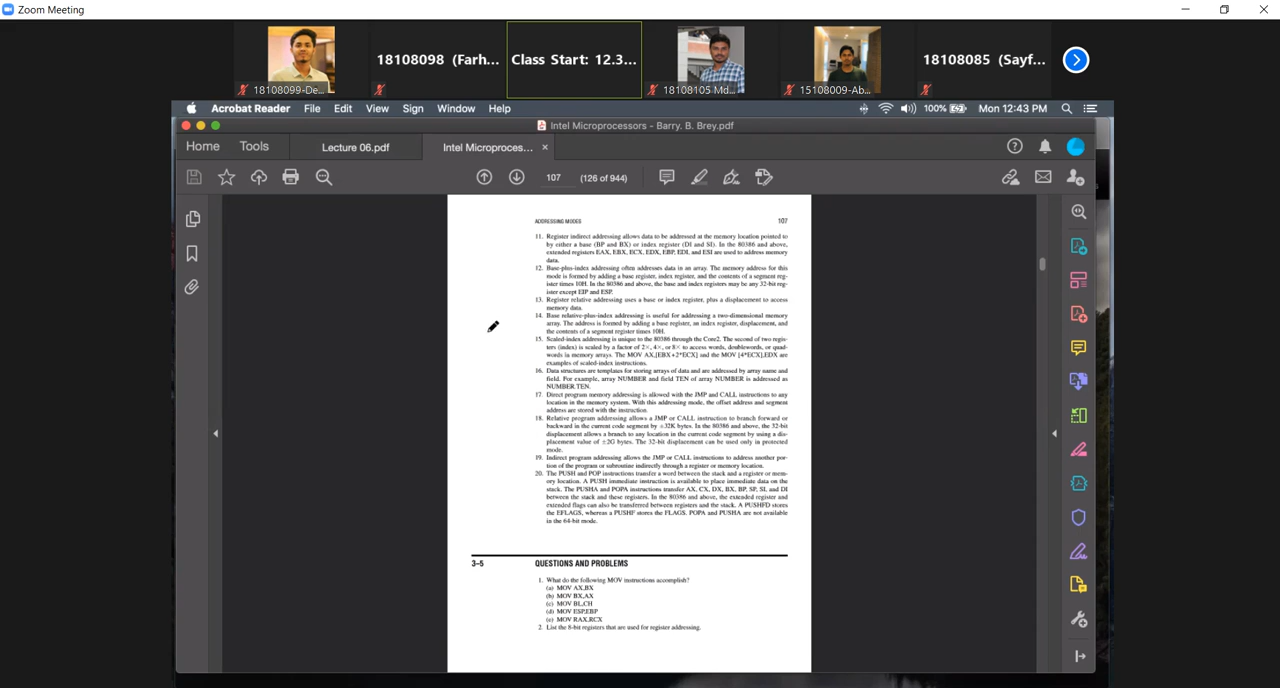 Zoom Meeting
18108099-De...
18108098 (Farh...
Class Start: 12.3...
18108105 Md...
15108009-Ab...
18108085 (Sayf...
Acrobat Reader File Edit View Sign Window Help
100% Mon 12:43 PM
Intel Microprocessors - Barry. B. Brey.pdf
Home Tools Lecture 06.pdf Intel Microproces... ×
107 (126 of 944)
ADDRESSING MODES 107
11. Register indirect addressing allows data to be addressed at the memory location pointed to
by either a base (BP and BX) or index register (DI and SI). In the 80386 and above,
extended registers EAX, EBX, ECX, EDX, EBP, EDI, and ESI are used to address memory
data.
12. Base-plus-index addressing often addresses data in an array. The memory address for this
mode is formed by adding a base register, index register, and the contents of a segment reg-
ister times 10H. In the 80386 and above, the base and index registers may be any 32-bit reg-
ister except EIP and ESP.
13. Register relative addressing uses a base or index register, plus a displacement to access
memory data.
14. Base relative-plus-index addressing is useful for addressing a two-dimensional memory
array. The address is formed by adding a base register, an index register, displacement, and
the contents of a segment register times 10H.
15. Scaled-index addressing is unique to the 80386 through the Core2. The second of two regis-
ters (index) is scaled by a factor of 2×, 4×, or 8× to access words, doublewords, or quad-
words in memory arrays. The MOV AX,[EBX+2*ECX] and the MOV [4*ECX],EDX are
examples of scaled-index instructions.
16. Data structures are templates for storing arrays of data and are addressed by array name and
field. For example, array NUMBER and field TEN of array NUMBER is addressed as
NUMBER.TEN.
17. Direct program memory addressing is allowed with the JMP and CALL instructions to any
location in the memory system. With this addressing mode, the offset address and segment
address are stored with the instruction.
18. Relative program addressing allows a JMP or CALL instruction to branch forward or
backward in the current code segment by ±32K bytes. In the 80386 and above, the 32-bit
displacement allows a branch to any location in the current code segment by using a dis-
placement value of ±2G bytes. The 32-bit displacement can be used only in protected
mode.
19. Indirect program addressing allows the JMP or CALL instructions to address another por-
tion of the program or subroutine indirectly through a register or memory location.
20. The PUSH and POP instructions transfer a word between the stack and a register or mem-
ory location. A PUSH immediate instruction is available to place immediate data on the
stack. The PUSHA and POPA instructions transfer AX, CX, DX, BX, BP, SP, SI, and DI
between the stack and these registers. In the 80386 and above, the extended register and
extended flags can also be transferred between registers and the stack. A PUSHFD stores
the EFLAGS, whereas a PUSHF stores the FLAGS. POPA and PUSHA are not available
in the 64-bit mode.
3–5 QUESTIONS AND PROBLEMS
1. What do the following MOV instructions accomplish?
(a) MOV AX,BX
(b) MOV BX,AX
(c) MOV BL,CH
(d) MOV ESP,EBP
(e) MOV RAX,RCX
2. List the 8-bit registers that are used for register addressing.